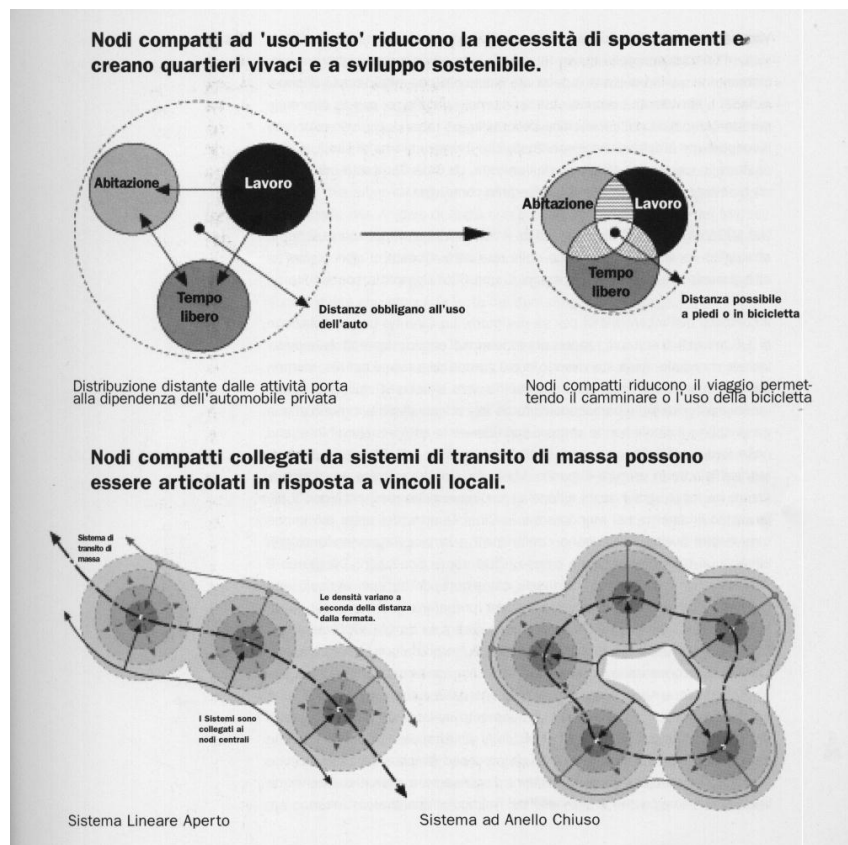 Nodi compatti ad 'uso-misto' riducono la necessità di spostamenti e
creano quartieri vivaci e a sviluppo sostenibile.
Abitazione
Lavoro
Tempo
libero
Distanze obbligano all'uso
dell'auto
Abitazione
Lavoro
Tempo
libero
Distanza possibile
a piedi o in bicicletta
Distribuzione distante dalle attività porta
alla dipendenza dell'automobile privata
Nodi compatti riducono il viaggio permet-
tendo il camminare o l'uso della bicicletta
Nodi compatti collegati da sistemi di transito di massa possono
essere articolati in risposta a vincoli locali.
Sistema di
transito di
massa
Le densità variano a
seconda della distanza
dalla fermata.
I Sistemi sono
collegati ai
nodi centrali
Sistema Lineare Aperto
Sistema ad Anello Chiuso